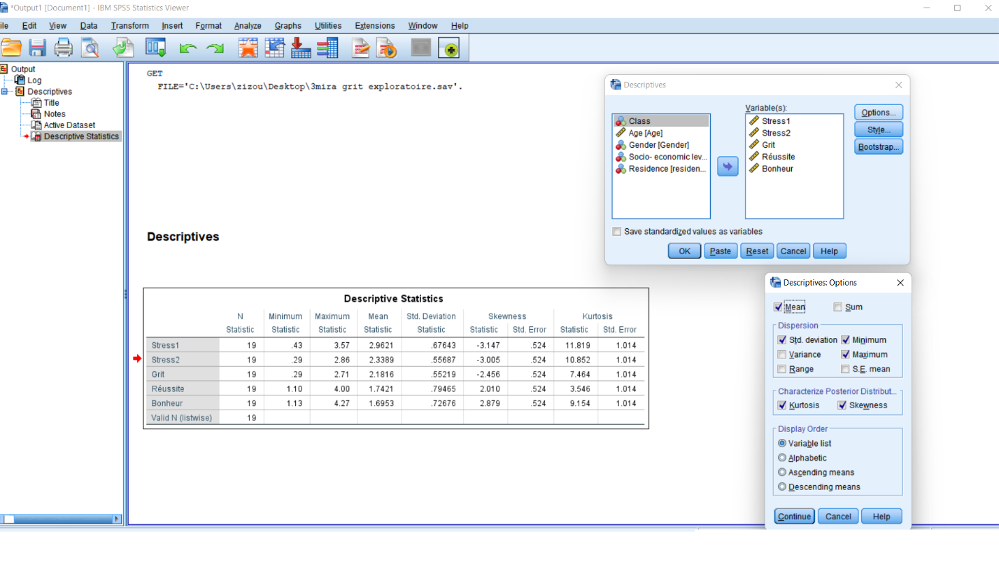 *Output1 [Document1] - IBM SPSS Statistics Viewer
ile Edit View Data Transform Insert Format Analyze Graphs Utilities Extensions Window Help
Output
Log
Descriptives
Title
Notes
Active Dataset
Descriptive Statistics
GET
FILE='C:\Users\zizou\Desktop\3mira grit exploratoire.sav'.
Descriptives
Descriptive Statistics
N Minimum Maximum Mean Std. Deviation Skewness Kurtosis
Statistic Statistic Statistic Statistic Statistic Statistic Std. Error Statistic Std. Error
Stress1 19 .43 3.57 2.9621 .67643 -3.147 .524 11.819 1.014
Stress2 19 .29 2.86 2.3389 .55687 -3.005 .524 10.852 1.014
Grit 19 .29 2.71 2.1816 .55219 -2.456 .524 7.464 1.014
Réussite 19 1.10 4.00 1.7421 .79465 2.010 .524 3.546 1.014
Bonheur 19 1.13 4.27 1.6953 .72676 2.879 .524 9.154 1.014
Valid N (listwise) 19
Descriptives
Variable(s):
Class
Age [Age]
Gender [Gender]
Socio- economic lev...
Residence [residen...
Stress1
Stress2
Grit
Réussite
Bonheur
Options...
Style...
Bootstrap...
Save standardized values as variables
OK Paste Reset Cancel Help
Descriptives: Options
Mean Sum
Dispersion
Std. deviation Minimum
Variance Maximum
Range S.E. mean
Characterize Posterior Distribut...
Kurtosis Skewness
Display Order
Variable list
Alphabetic
Ascending means
Descending means
Continue Cancel Help